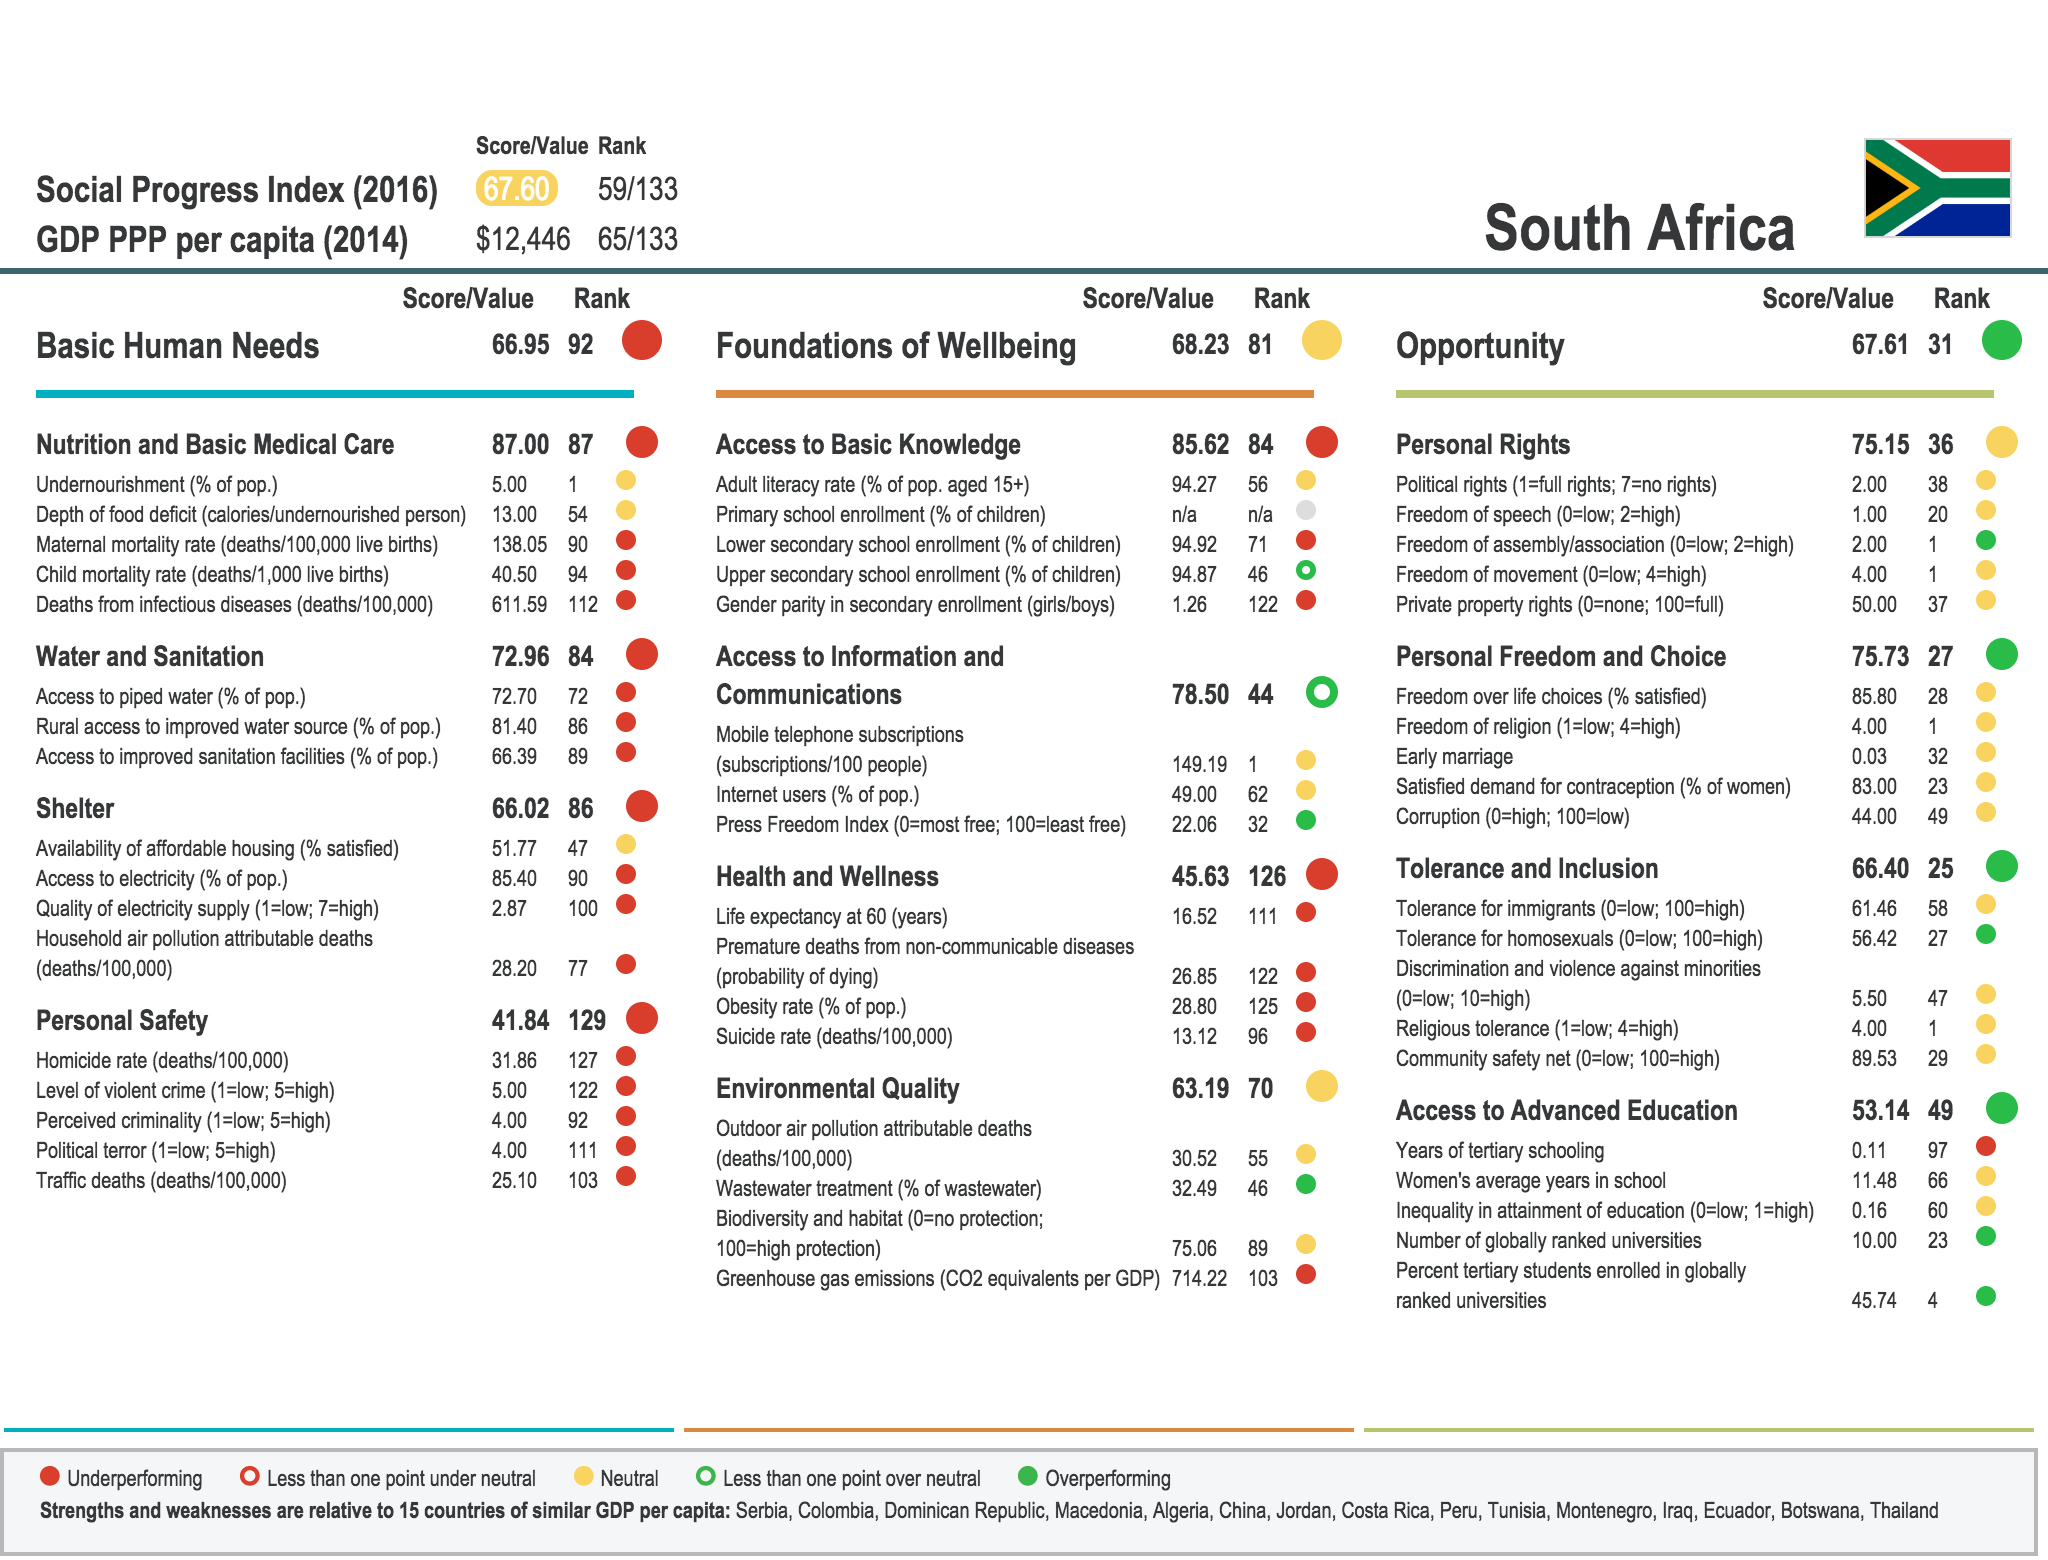 Score/Value Rank
Social Progress Index (2016) 67.60 59/133
GDP PPP per capita (2014) $12,446 65/133
South Africa
Score/Value Rank
Basic Human Needs 66.95 92
Nutrition and Basic Medical Care 87.00 87
Undernourishment (% of pop.) 5.00 1
Depth of food deficit (calories/undernourished person) 13.00 54
Maternal mortality rate (deaths/100,000 live births) 138.05 90
Child mortality rate (deaths/1,000 live births) 40.50 94
Deaths from infectious diseases (deaths/100,000) 611.59 112
Water and Sanitation 72.96 84
Access to piped water (% of pop.) 72.70 72
Rural access to improved water source (% of pop.) 81.40 86
Access to improved sanitation facilities (% of pop.) 66.39 89
Shelter 66.02 86
Availability of affordable housing (% satisfied) 51.77 47
Access to electricity (% of pop.) 85.40 90
Quality of electricity supply (1=low; 7=high) 2.87 100
Household air pollution attributable deaths
(deaths/100,000) 28.20 77
Personal Safety 41.84 129
Homicide rate (deaths/100,000) 31.86 127
Level of violent crime (1=low; 5=high) 5.00 122
Perceived criminality (1=low; 5=high) 4.00 92
Political terror (1=low; 5=high) 4.00 111
Traffic deaths (deaths/100,000) 25.10 103
Score/Value Rank
Foundations of Wellbeing 68.23 81
Access to Basic Knowledge 85.62 84
Adult literacy rate (% of pop. aged 15+) 94.27 56
Primary school enrollment (% of children) n/a n/a
Lower secondary school enrollment (% of children) 94.92 71
Upper secondary school enrollment (% of children) 94.87 46
Gender parity in secondary enrollment (girls/boys) 1.26 122
Access to Information and
Communications 78.50 44
Mobile telephone subscriptions
(subscriptions/100 people) 149.19 1
Internet users (% of pop.) 49.00 62
Press Freedom Index (0=most free; 100=least free) 22.06 32
Health and Wellness 45.63 126
Life expectancy at 60 (years) 16.52 111
Premature deaths from non-communicable diseases
(probability of dying) 26.85 122
Obesity rate (% of pop.) 28.80 125
Suicide rate (deaths/100,000) 13.12 96
Environmental Quality 63.19 70
Outdoor air pollution attributable deaths
(deaths/100,000) 30.52 55
Wastewater treatment (% of wastewater) 32.49 46
Biodiversity and habitat (0=no protection;
100=high protection) 75.06 89
Greenhouse gas emissions (CO2 equivalents per GDP) 714.22 103
Score/Value Rank
Opportunity 67.61 31
Personal Rights 75.15 36
Political rights (1=full rights; 7=no rights) 2.00 38
Freedom of speech (0=low; 2=high) 1.00 20
Freedom of assembly/association (0=low; 2=high) 2.00 1
Freedom of movement (0=low; 4=high) 4.00 1
Private property rights (0=none; 100=full) 50.00 37
Personal Freedom and Choice 75.73 27
Freedom over life choices (% satisfied) 85.80 28
Freedom of religion (1=low; 4=high) 4.00 1
Early marriage 0.03 32
Satisfied demand for contraception (% of women) 83.00 23
Corruption (0=high; 100=low) 44.00 49
Tolerance and Inclusion 66.40 25
Tolerance for immigrants (0=low; 100=high) 61.46 58
Tolerance for homosexuals (0=low; 100=high) 56.42 27
Discrimination and violence against minorities
(0=low; 10=high) 5.50 47
Religious tolerance (1=low; 4=high) 4.00 1
Community safety net (0=low; 100=high) 89.53 29
Access to Advanced Education 53.14 49
Years of tertiary schooling 0.11 97
Women's average years in school 11.48 66
Inequality in attainment of education (0=low; 1=high) 0.16 60
Number of globally ranked universities 10.00 23
Percent tertiary students enrolled in globally
ranked universities 45.74 4
Underperforming Less than one point under neutral Neutral Less than one point over neutral Overperforming
Strengths and weaknesses are relative to 15 countries of similar GDP per capita: Serbia, Colombia, Dominican Republic, Macedonia, Algeria, China, Jordan, Costa Rica, Peru, Tunisia, Montenegro, Iraq, Ecuador, Botswana, Thailand